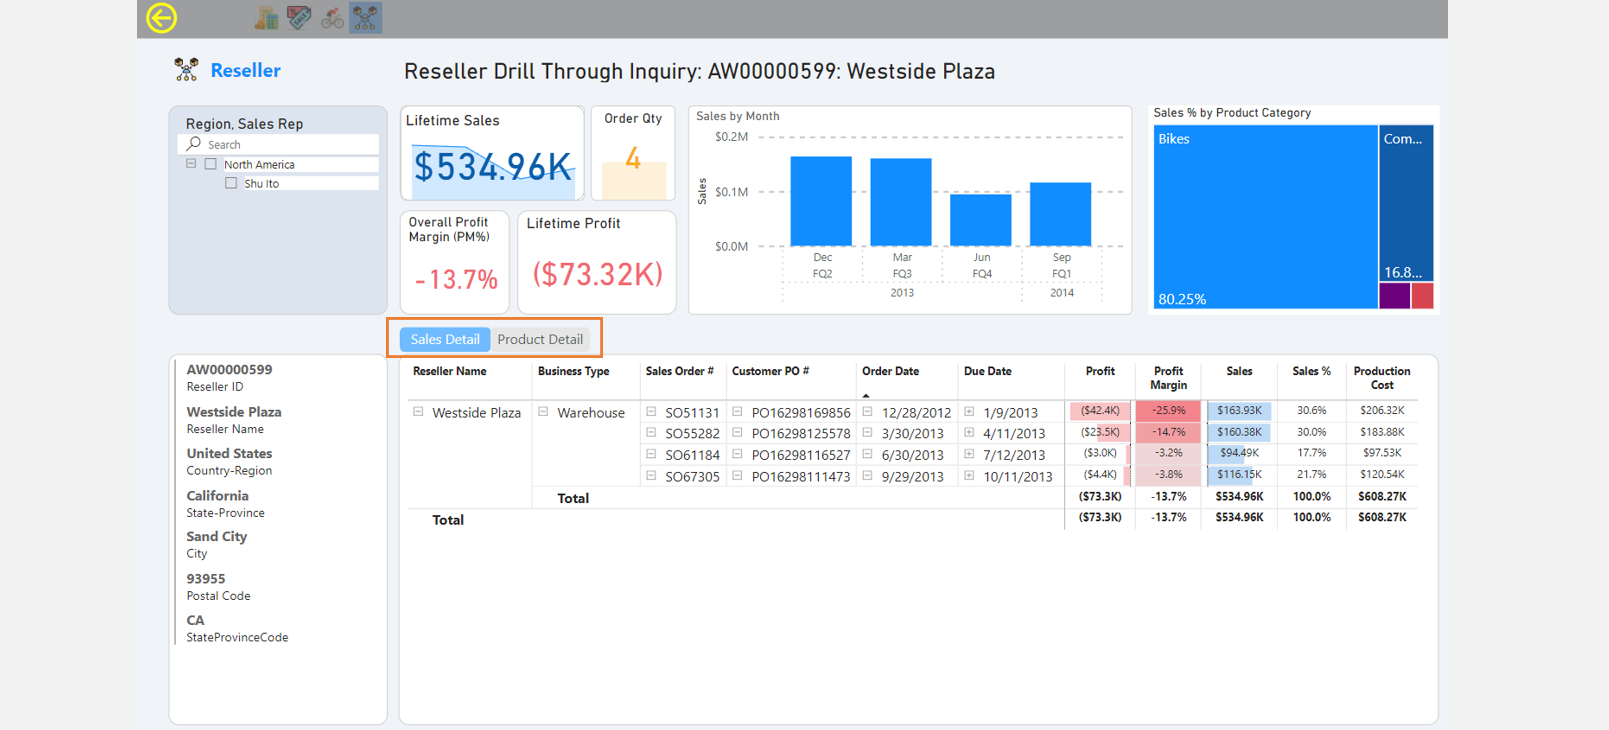 SALE
Reseller
Reseller Drill Through Inquiry: AW00000599: Westside Plaza
Region, Sales Rep
Search
North America
Shu Ito
Lifetime Sales
$534.96K
Order Qty
4
Overall Profit
Margin (PM%)
-13.7%
Lifetime Profit
($73.32K)
Sales by Month
Sales
$0.2M
$0.1M
$0.0M
Dec Mar Jun Sep
FQ2 FQ3 FQ4 FQ1
2013 2014
Sales % by Product Category
Bikes
80.25%
Com...
16.8...
Sales Detail Product Detail
AW00000599
Reseller ID
Westside Plaza
Reseller Name
United States
Country-Region
California
State-Province
Sand City
City
93955
Postal Code
CA
StateProvinceCode
Reseller Name Business Type Sales Order # Customer PO # Order Date Due Date Profit Profit Margin Sales Sales % Production Cost
Westside Plaza Warehouse SO51131 PO16298169856 12/28/2012 1/9/2013 ($42.4K) -25.9% $163.93K 30.6% $206.32K
SO55282 PO16298125578 3/30/2013 4/11/2013 ($23.5K) -14.7% $160.38K 30.0% $183.88K
SO61184 PO16298116527 6/30/2013 7/12/2013 ($3.0K) -3.2% $94.49K 17.7% $97.53K
SO67305 PO16298111473 9/29/2013 10/11/2013 ($4.4K) -3.8% $116.15K 21.7% $120.54K
Total ($73.3K) -13.7% $534.96K 100.0% $608.27K
Total ($73.3K) -13.7% $534.96K 100.0% $608.27K